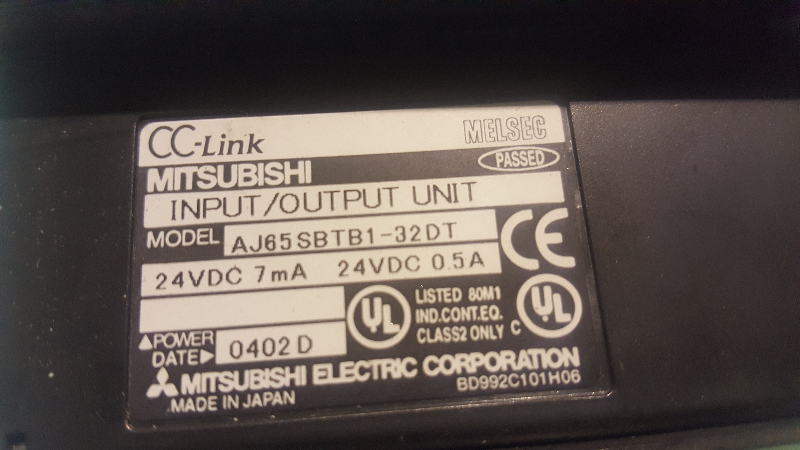 CC-Link MELSEC
MITSUBISHI PASSED
INPUT/OUTPUT UNIT
MODEL AJ65SBTB1-32DT
CE
24VDC 7mA 24VDC 0.5A
UL LISTED 80M1
IND.CONT.EQ.
CLASS2 ONLY C UL
▲POWER
DATE▶ 0402 D
MITSUBISHI ELECTRIC CORPORATION
BD992C101H06
MADE IN JAPAN